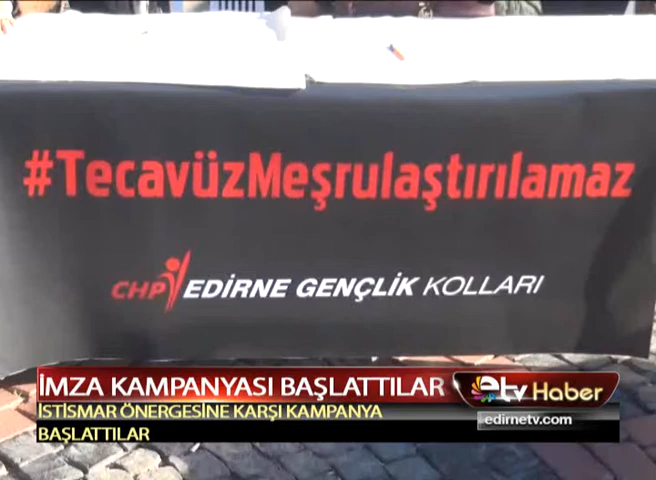 #TecavüzMeşrulaştırılamaz
CHP EDİRNE GENÇLİK KOLLARI
İMZA KAMPANYASI BAŞLATTILAR
etv Haber
İSTİSMAR ÖNERGESİNE KARŞI KAMPANYA
BAŞLATTILAR
edirnetv.com